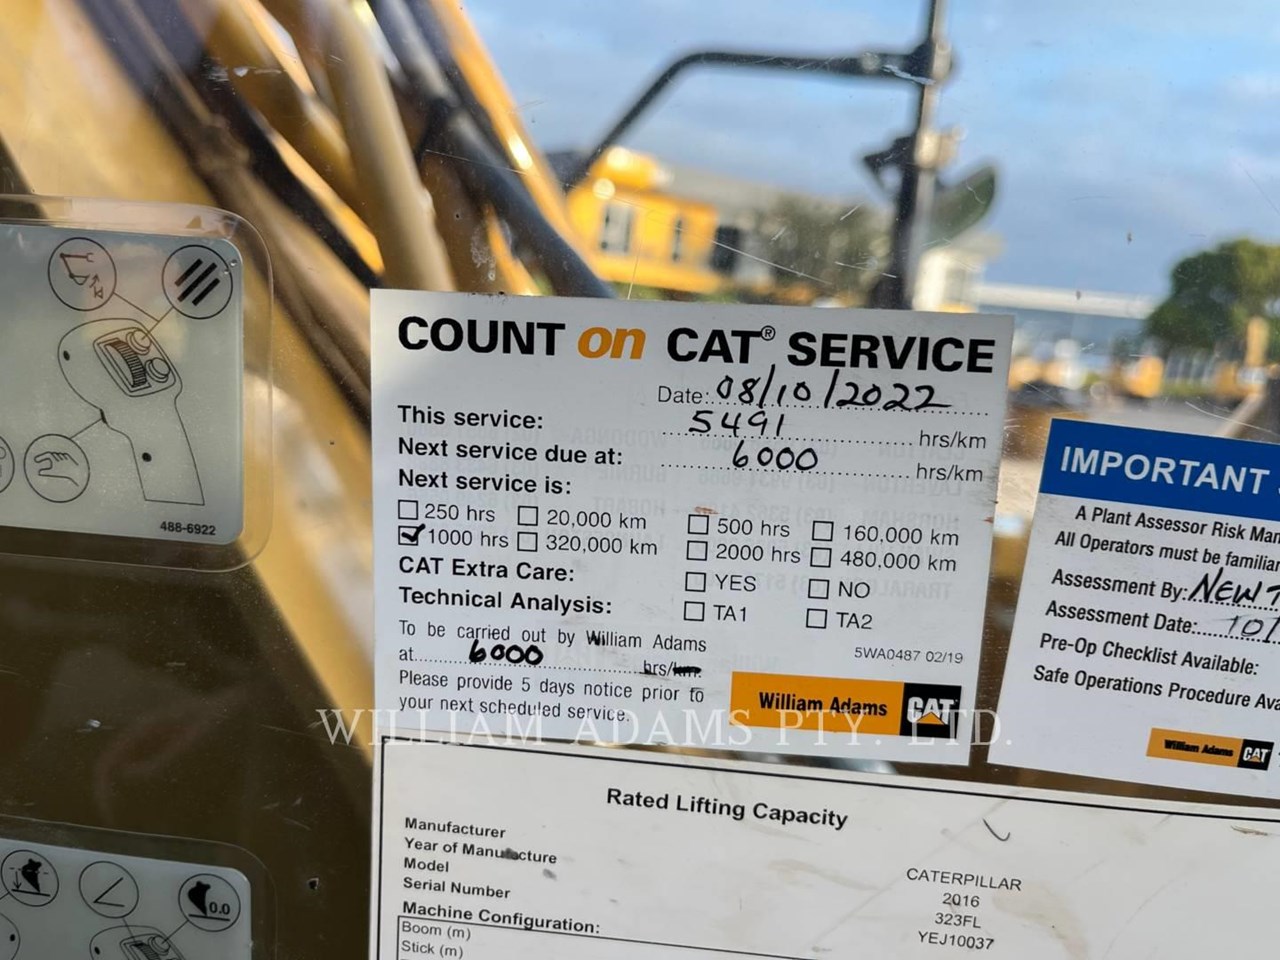 COUNT on CAT® SERVICE
Date: 08/10/2022
This service: 5491 hrs/km
Next service due at: 6000 hrs/km
Next service is:
250 hrs 20,000 km 500 hrs 160,000 km
1000 hrs 320,000 km 2000 hrs 480,000 km
CAT Extra Care: YES NO
Technical Analysis: TA1 TA2
To be carried out by William Adams
at 6000 hrs/km.
Please provide 5 days notice prior to
your next scheduled service.
5WA0487 02/19
William Adams CAT
WILLIAM ADAMS PTY. LTD.
488-6922
0.0
IMPORTANT
A Plant Assessor Risk Man
All Operators must be familiar
Assessment By: NEWT
Assessment Date: 10/
Pre-Op Checklist Available:
Safe Operations Procedure Ava
William Adams CAT
Rated Lifting Capacity
Manufacturer CATERPILLAR
Year of Manufacture 2016
Model 323FL
Serial Number YEJ10037
Machine Configuration:
Boom (m)
Stick (m)